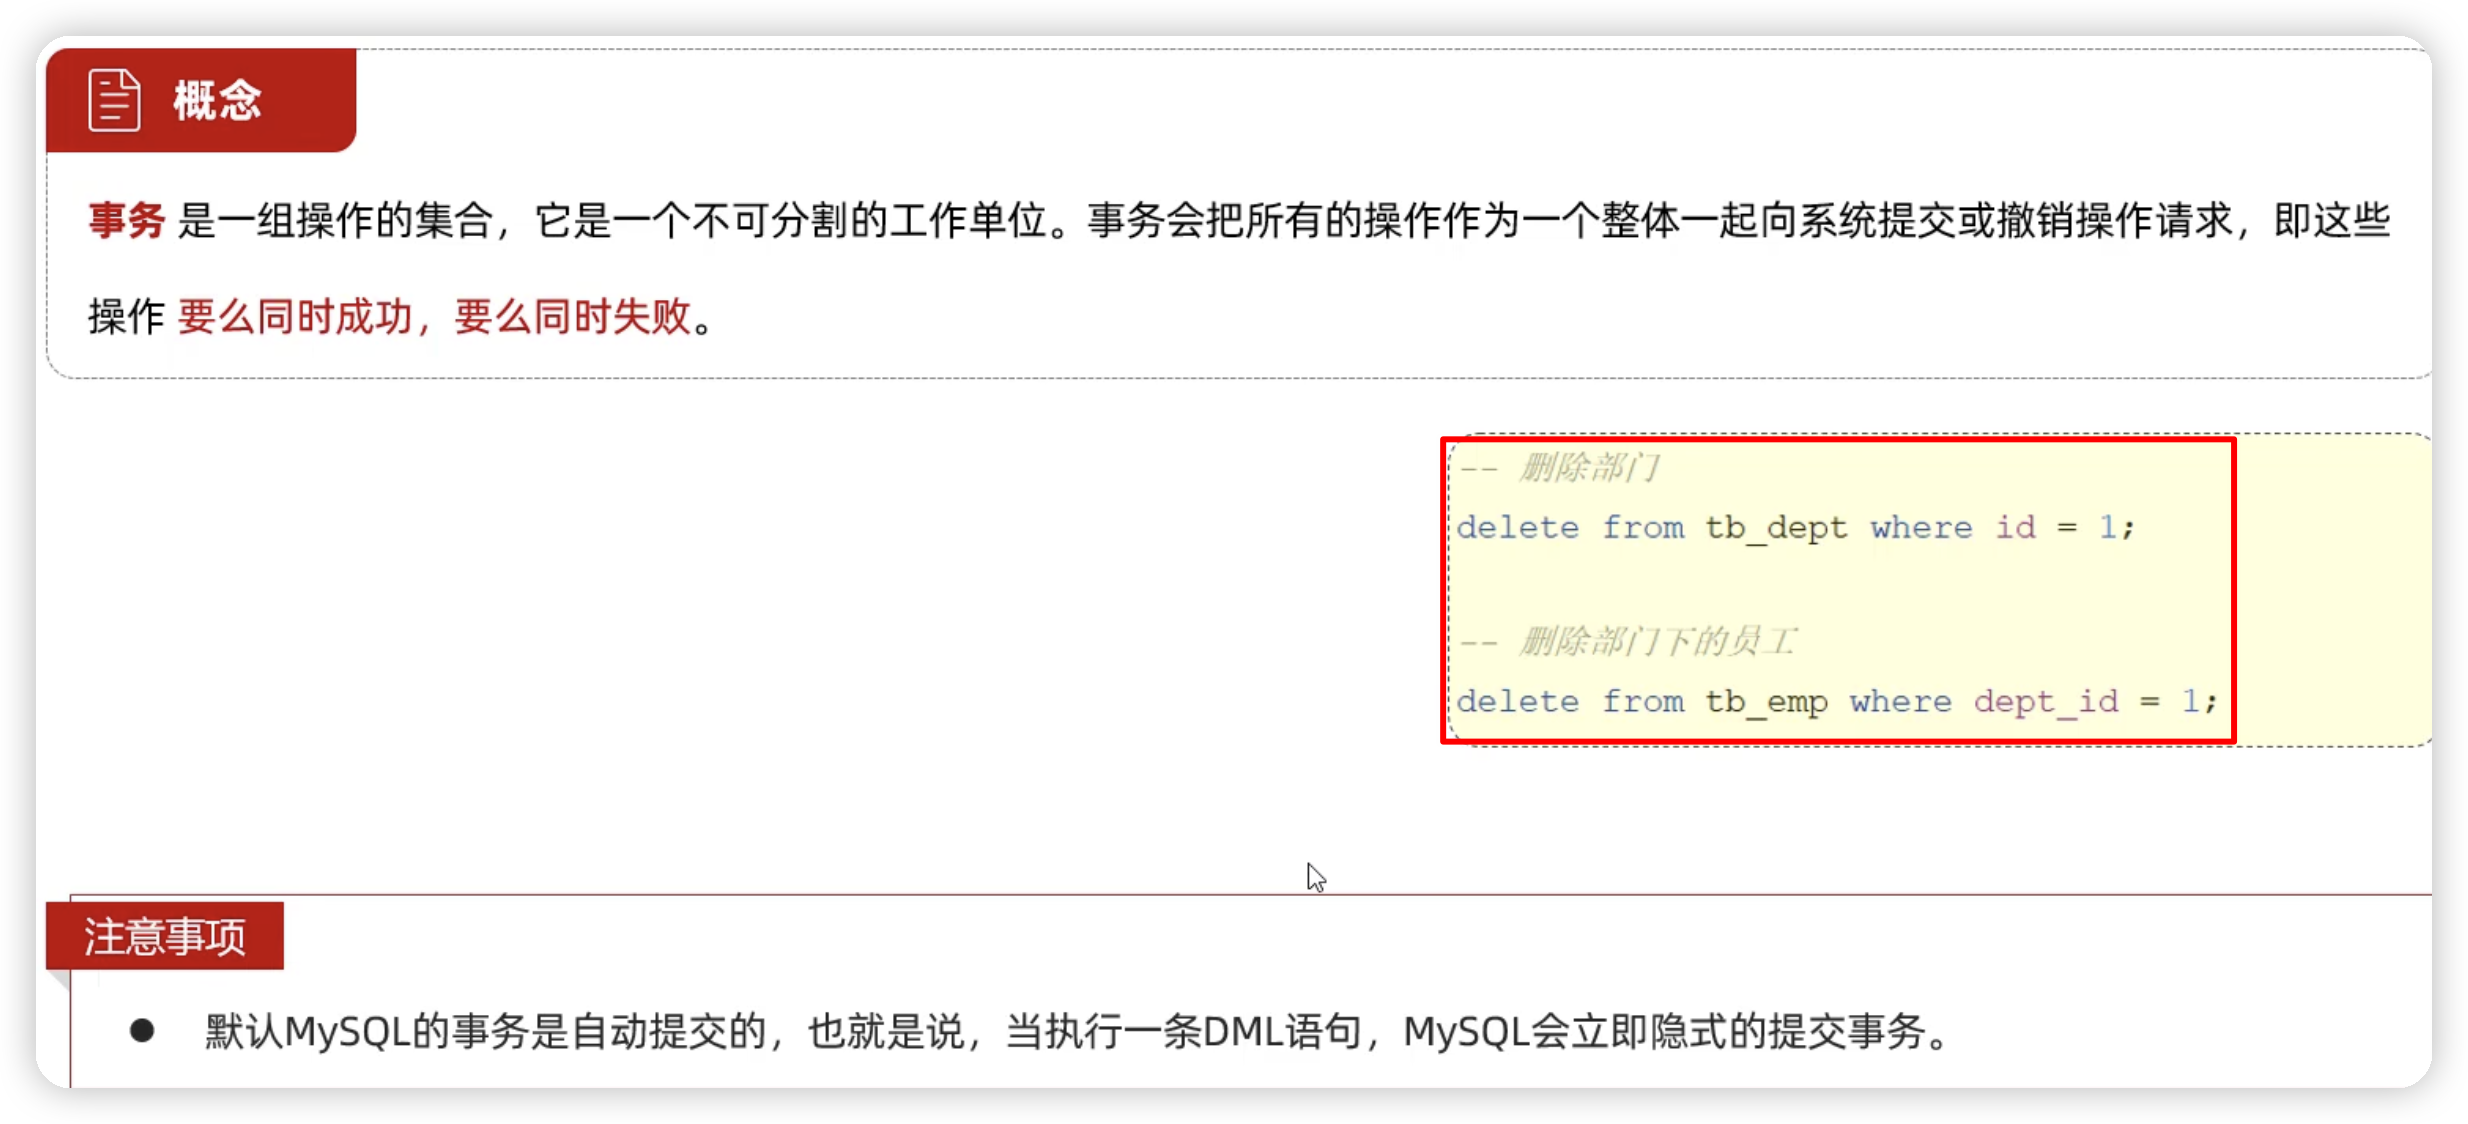 概念
事务 是一组操作的集合，它是一个不可分割的工作单位。事务会把所有的操作作为一个整体一起向系统提交或撤销操作请求，即这些
操作 要么同时成功，要么同时失败。
-- 删除部门
delete from tb_dept where id = 1;
-- 删除部门下的员工
delete from tb_emp where dept_id = 1;
注意事项
● 默认MySQL的事务是自动提交的，也就是说，当执行一条DML语句，MySQL会立即隐式的提交事务。